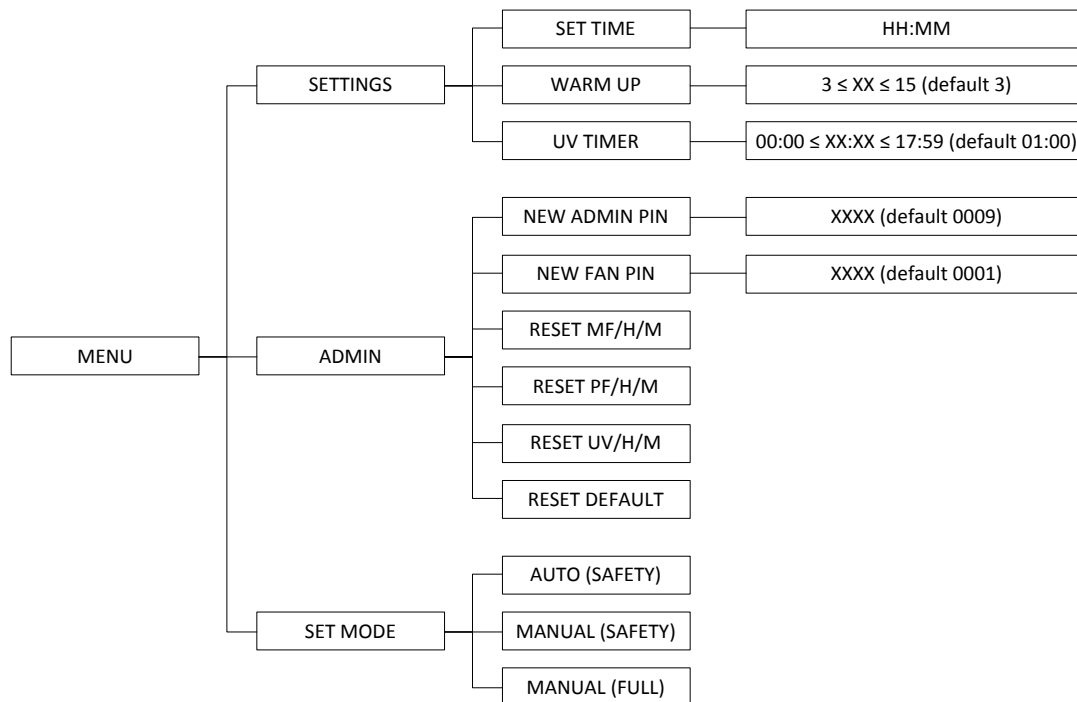 SET TIME
HH:MM
SETTINGS
WARM UP
3 ≤ XX ≤ 15 (default 3)
UV TIMER
00:00 ≤ XX:XX ≤ 17:59 (default 01:00)
NEW ADMIN PIN
XXXX (default 0009)
NEW FAN PIN
XXXX (default 0001)
RESET MF/H/M
MENU
ADMIN
RESET PF/H/M
RESET UV/H/M
RESET DEFAULT
AUTO (SAFETY)
SET MODE
MANUAL (SAFETY)
MANUAL (FULL)